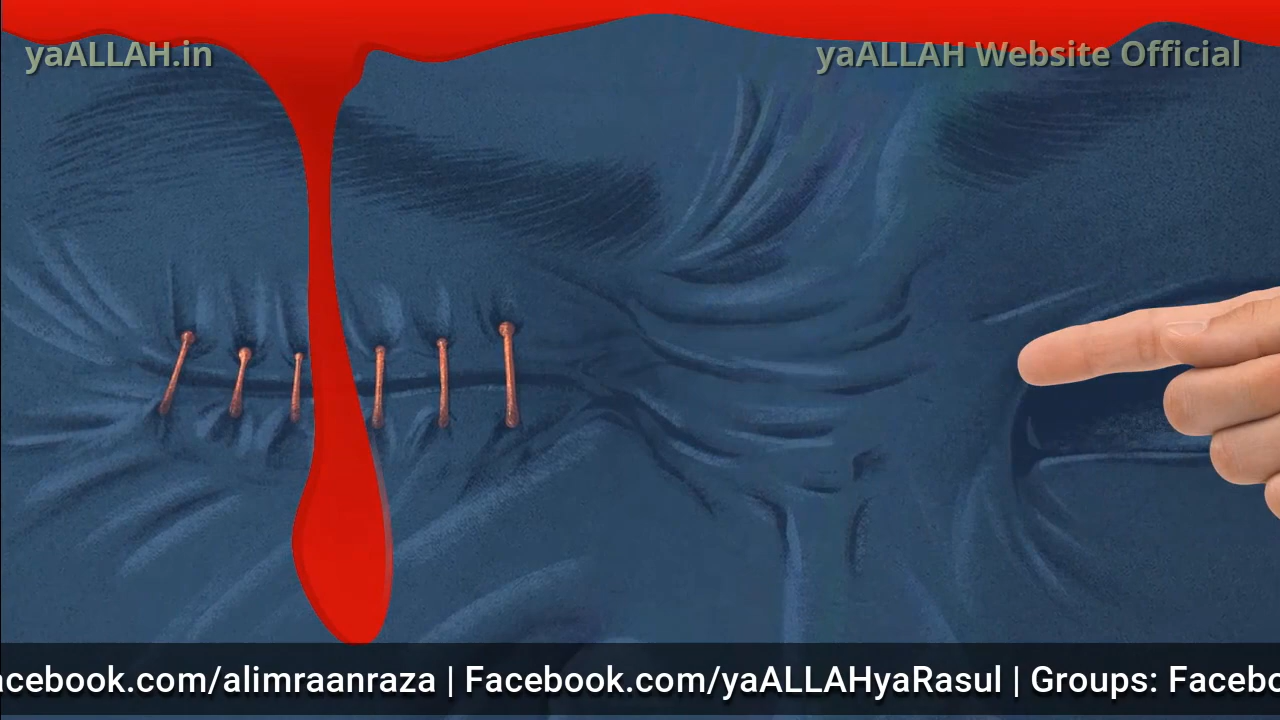 yaALLAH.in
yaALLAH Website Official
acebook.com/alimraanraza | Facebook.com/yaALLAHyaRasul | Groups: Facebo